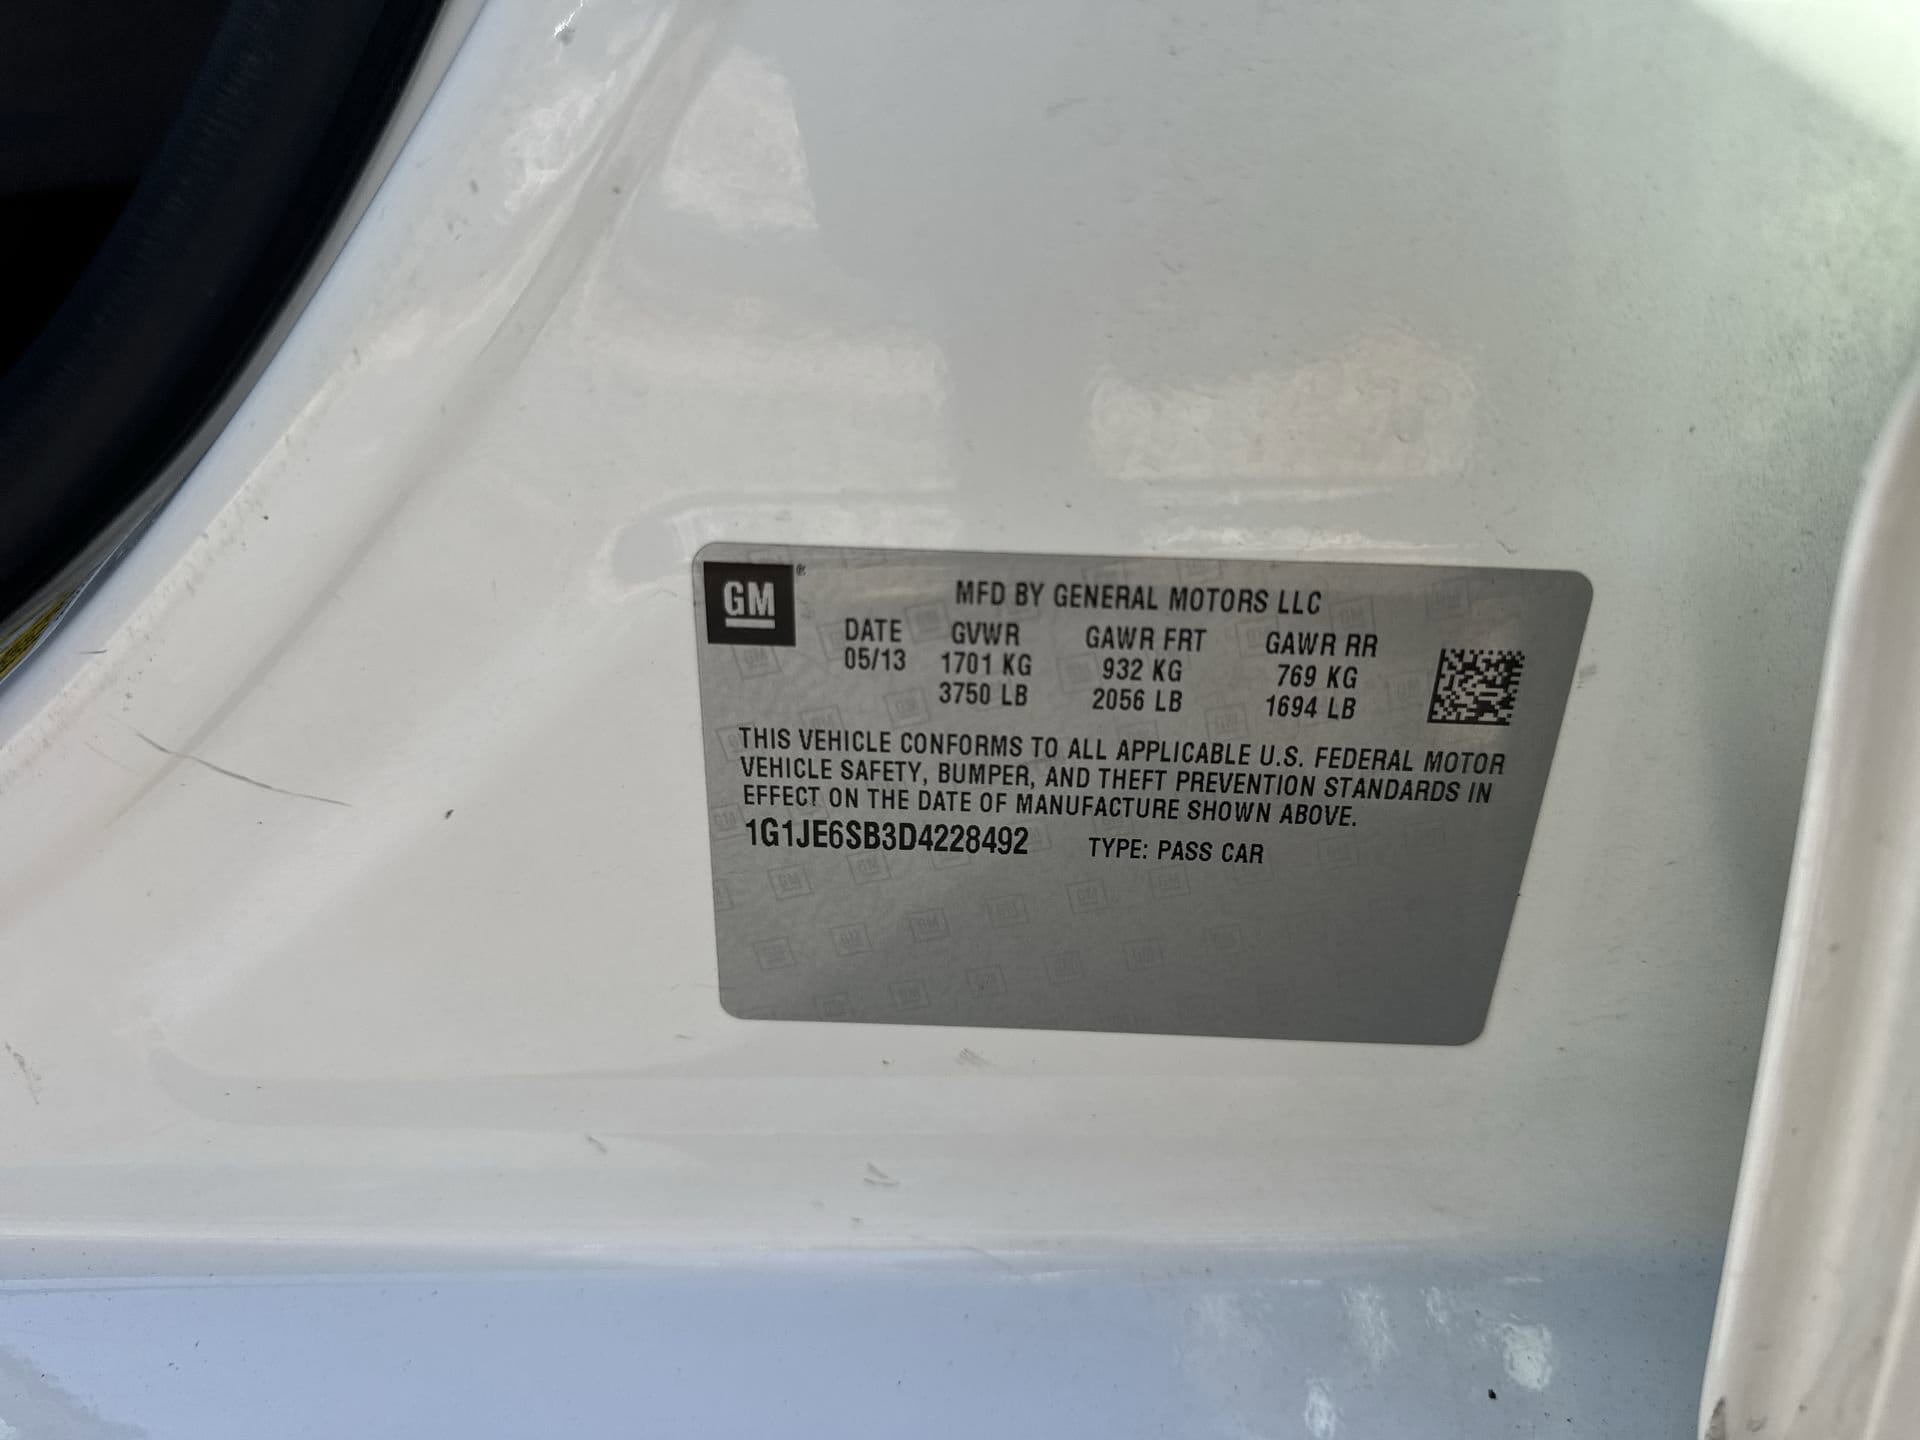 GM®
MFD BY GENERAL MOTORS LLC
DATE GVWR GAWR FRT GAWR RR
05/13 1701 KG 932 KG 769 KG
3750 LB 2056 LB 1694 LB
THIS VEHICLE CONFORMS TO ALL APPLICABLE U.S. FEDERAL MOTOR
VEHICLE SAFETY, BUMPER, AND THEFT PREVENTION STANDARDS IN
EFFECT ON THE DATE OF MANUFACTURE SHOWN ABOVE.
1G1JE6SB3D4228492 TYPE: PASS CAR